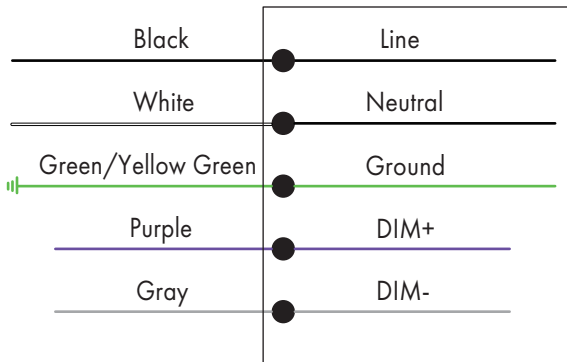 Black Line
White Neutral
Green/Yellow Green Ground
Purple DIM+
Gray DIM-